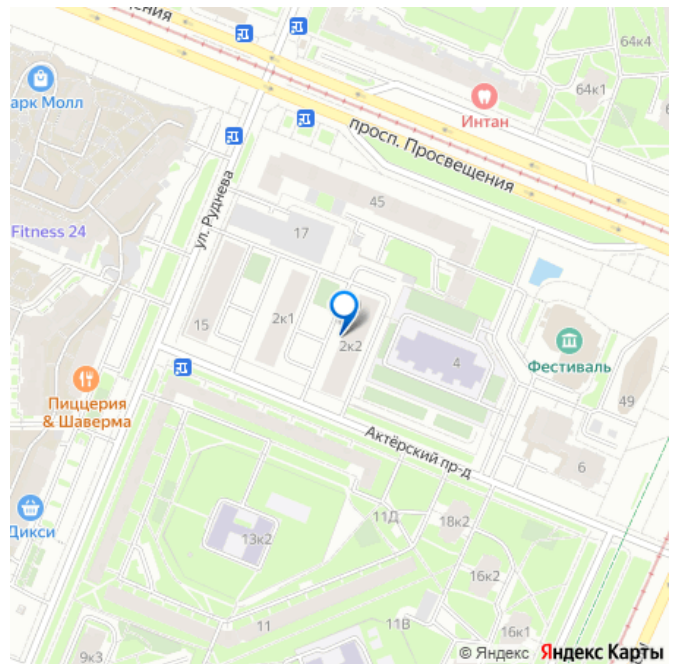 ения
64к4
64к1
6
арк Молл
Интан
просп. Просвещения
ул. Руднева
45
17
Fitness 24
15
2к1
2к2
4
Фестиваль
49
Пиццерия
& Шаверма
Актёрский пр-д
6
Дикси
13к2
11Д
18к2
16к2
11
11В
16к1
9к3
© Яндекс Яндекс Карты